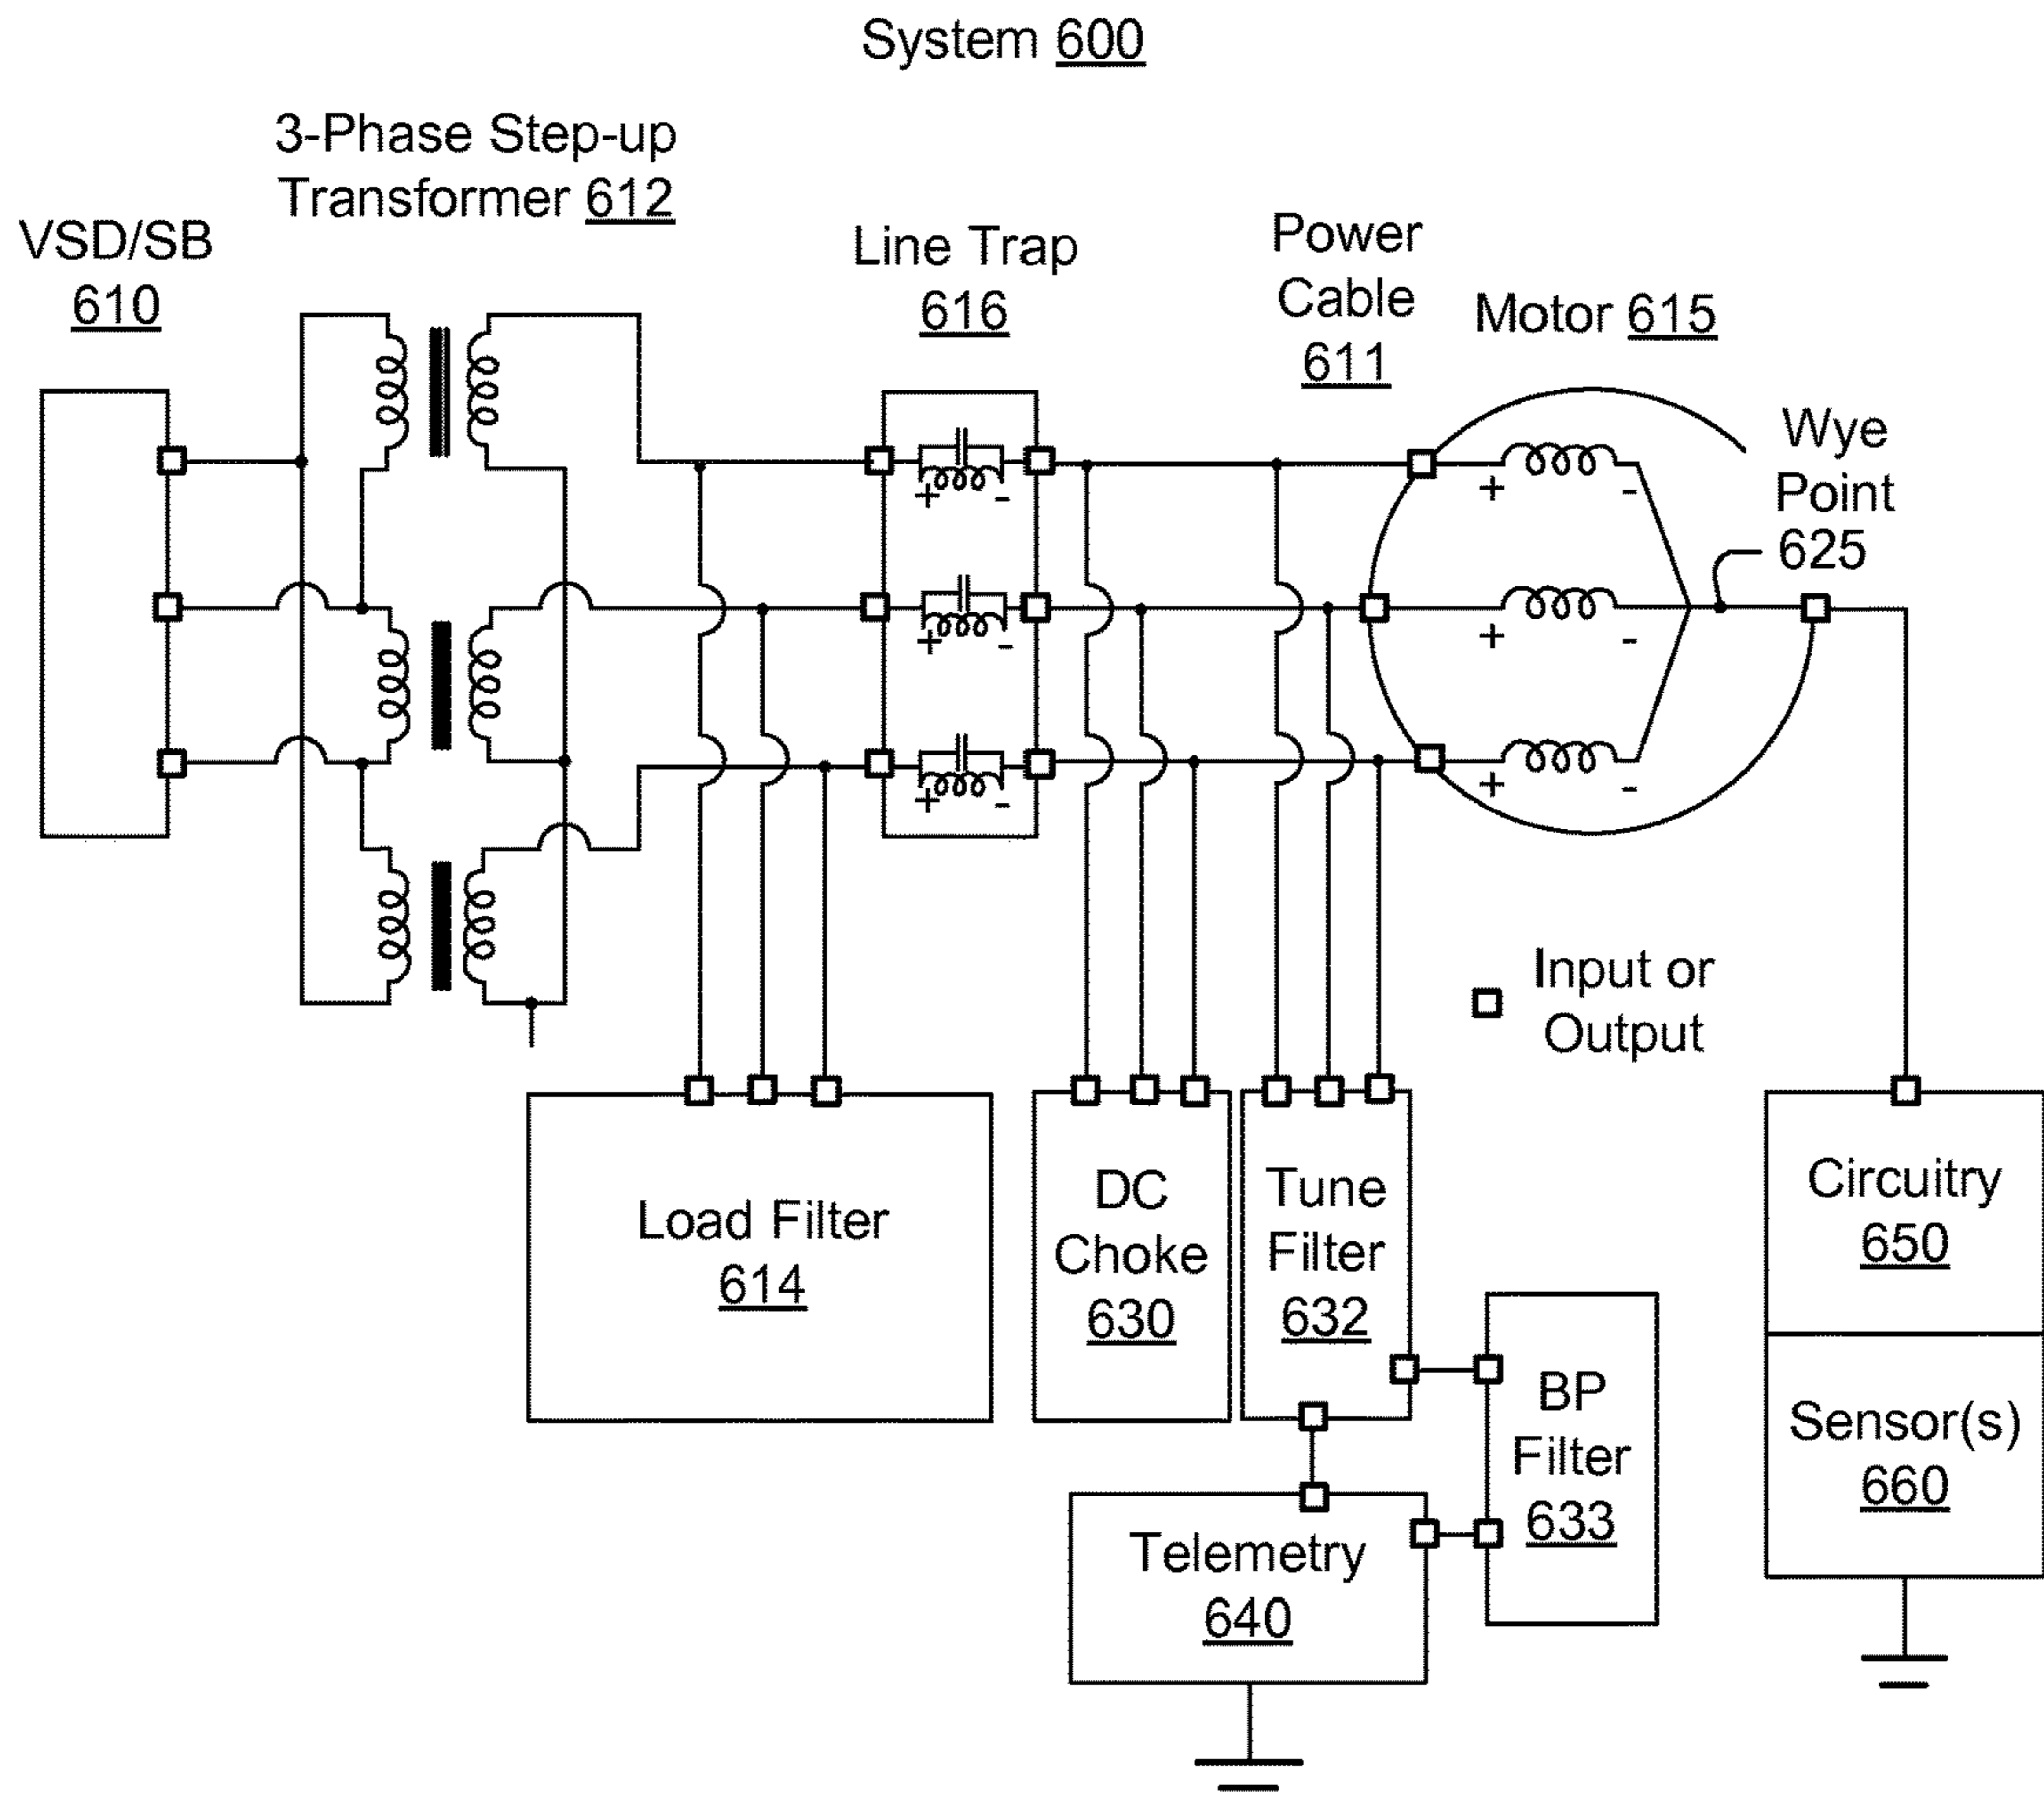 System 600
3-Phase Step-up
Transformer 612
VSD/SB
610
Line Trap
616
Power
Cable
611
Motor 615
Wye
Point
625
+ -
+ -
+ -
+ -
+ -
+ -
Input or
Output
Load Filter
614
DC
Choke
630
Tune
Filter
632
BP
Filter
633
Telemetry
640
Circuitry
650
Sensor(s)
660